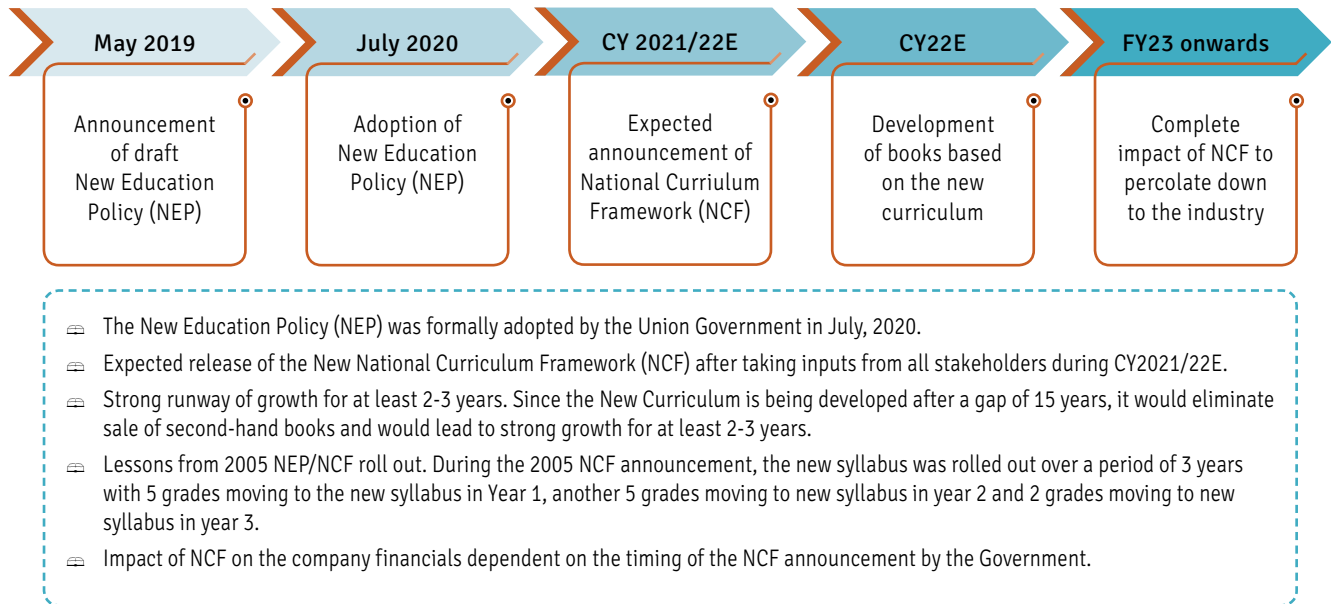 May 2019
Announcement
of draft
New Education
Policy (NEP)
July 2020
Adoption of
New Education
Policy (NEP)
CY 2021/22E
Expected
announcement of
National Curriulum
Framework (NCF)
CY22E
Development
of books based
on the new
curriculum
FY23 onwards
Complete
impact of NCF to
percolate down
to the industry
The New Education Policy (NEP) was formally adopted by the Union Government in July, 2020.
Expected release of the New National Curriculum Framework (NCF) after taking inputs from all stakeholders during CY2021/22E.
Strong runway of growth for at least 2-3 years. Since the New Curriculum is being developed after a gap of 15 years, it would eliminate
sale of second-hand books and would lead to strong growth for at least 2-3 years.
Lessons from 2005 NEP/NCF roll out. During the 2005 NCF announcement, the new syllabus was rolled out over a period of 3 years
with 5 grades moving to the new syllabus in Year 1, another 5 grades moving to new syllabus in year 2 and 2 grades moving to new
syllabus in year 3.
Impact of NCF on the company financials dependent on the timing of the NCF announcement by the Government.